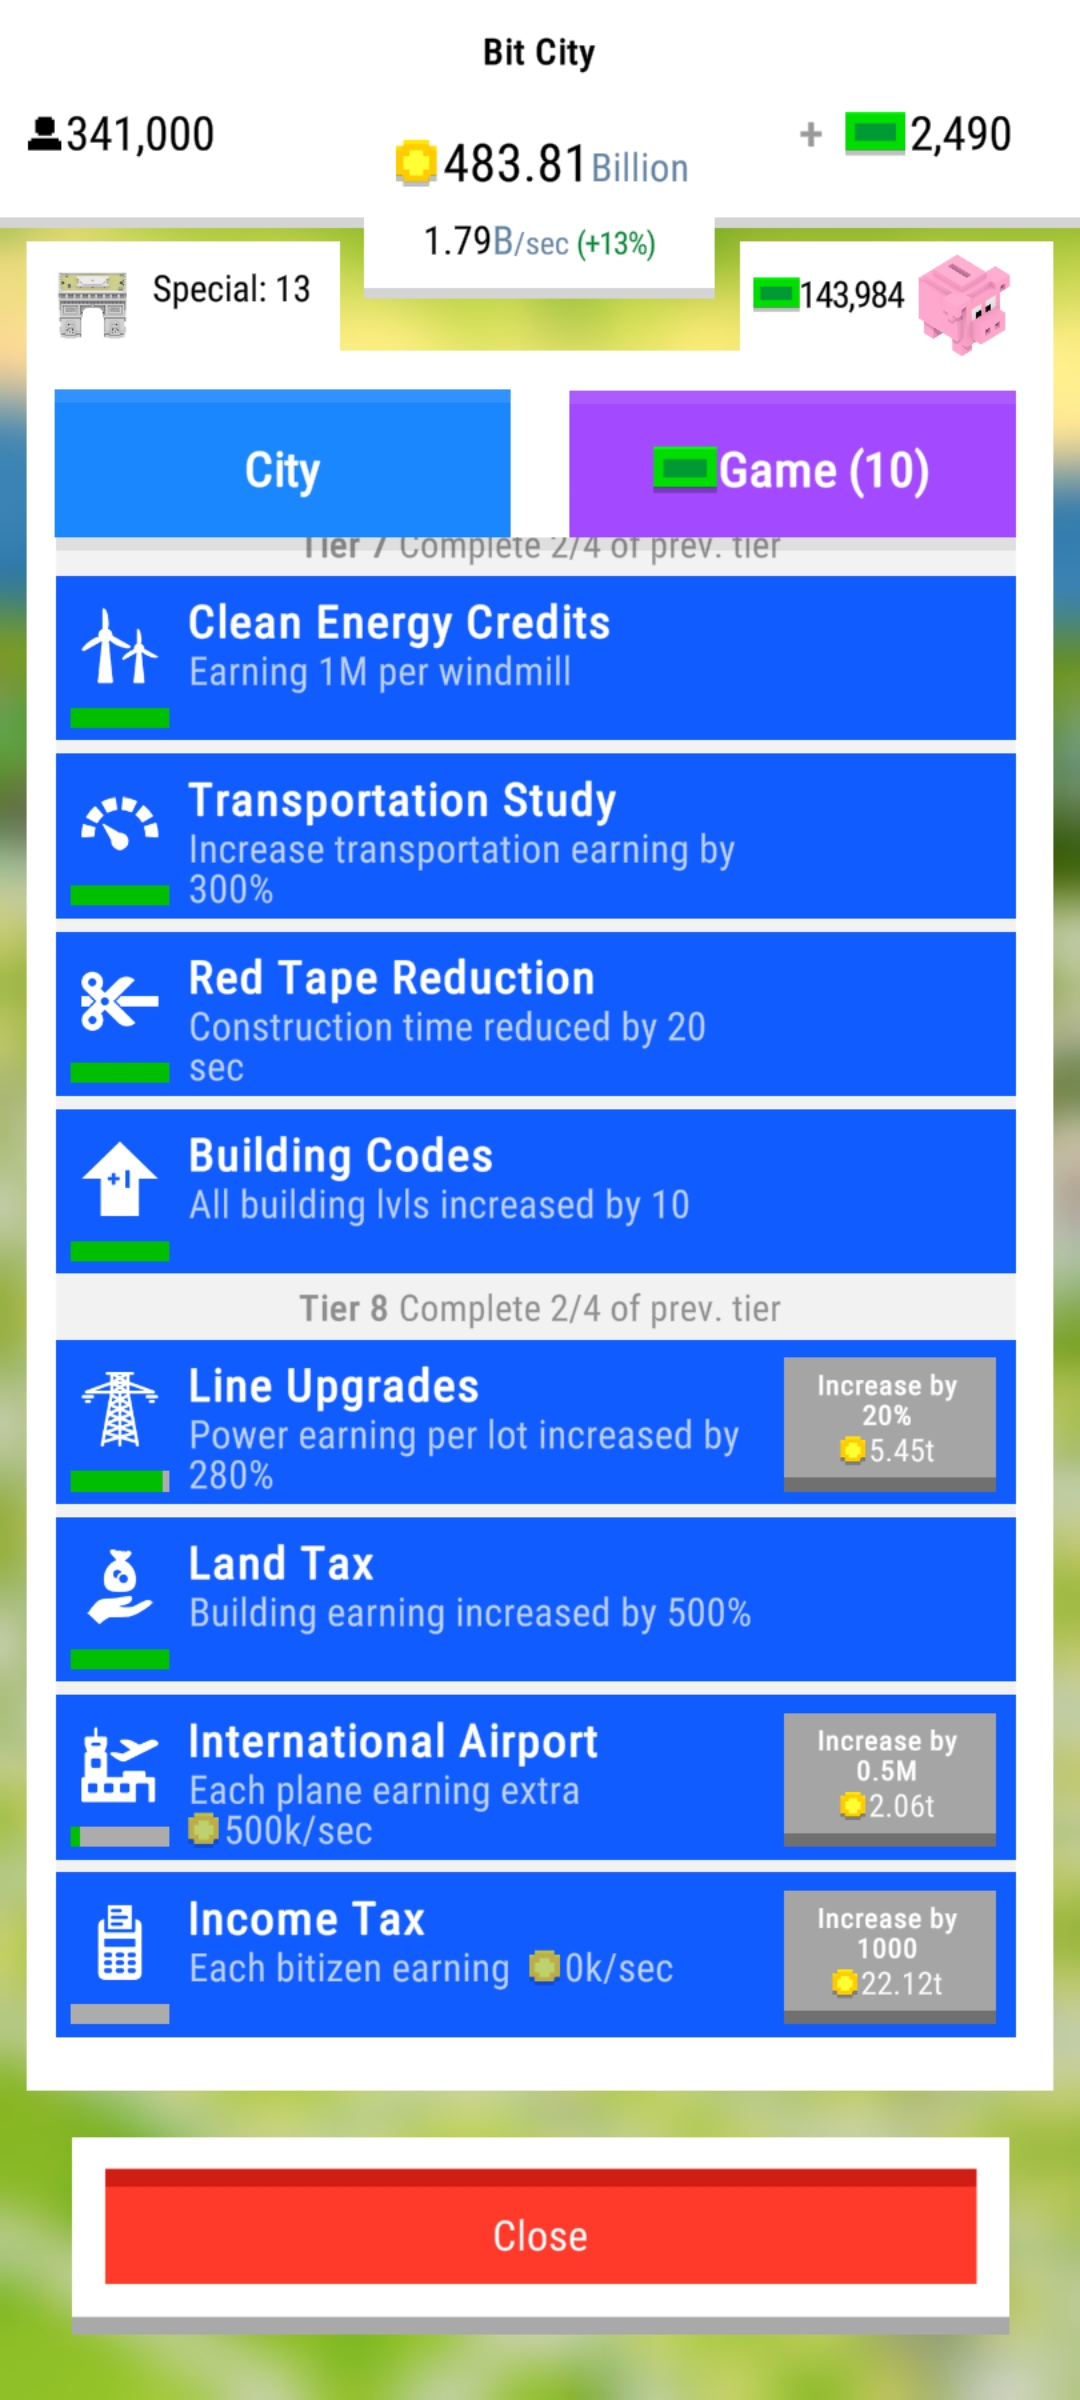 Bit City
341,000
483.81 Billion
+ 2,490
1.79B/sec (+13%)
Special: 13
143,984
City
Game (10)
Tier 7 Complete 2/4 of prev. tier
Clean Energy Credits
Earning 1M per windmill
Transportation Study
Increase transportation earning by
300%
Red Tape Reduction
Construction time reduced by 20
sec
+1
Building Codes
All building lvls increased by 10
Tier 8 Complete 2/4 of prev. tier
Line Upgrades
Power earning per lot increased by
280%
Increase by
20%
5.45t
Land Tax
Building earning increased by 500%
International Airport
Each plane earning extra
500k/sec
Increase by
0.5M
2.06t
Income Tax
Each bitizen earning 0k/sec
Increase by
1000
22.12t
Close